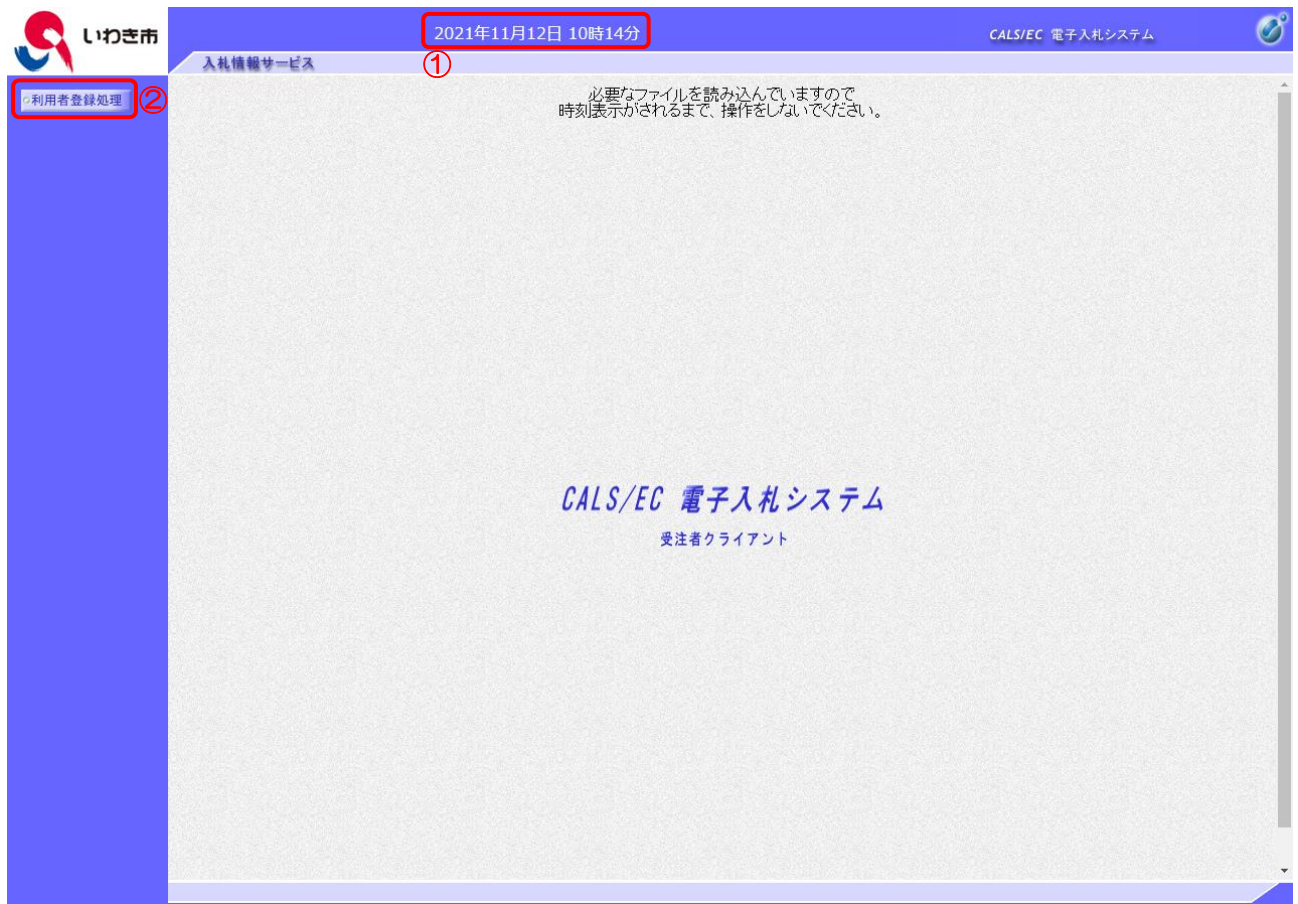 いわき市
2021年11月12日 10時14分
CALS/EC 電子入札システム
入札情報サービス
①
利用者登録処理
②
必要なファイルを読み込んでいますので
時刻表示がされるまで、操作をしないでください。
CALS/EC 電子入札システム
受注者クライアント